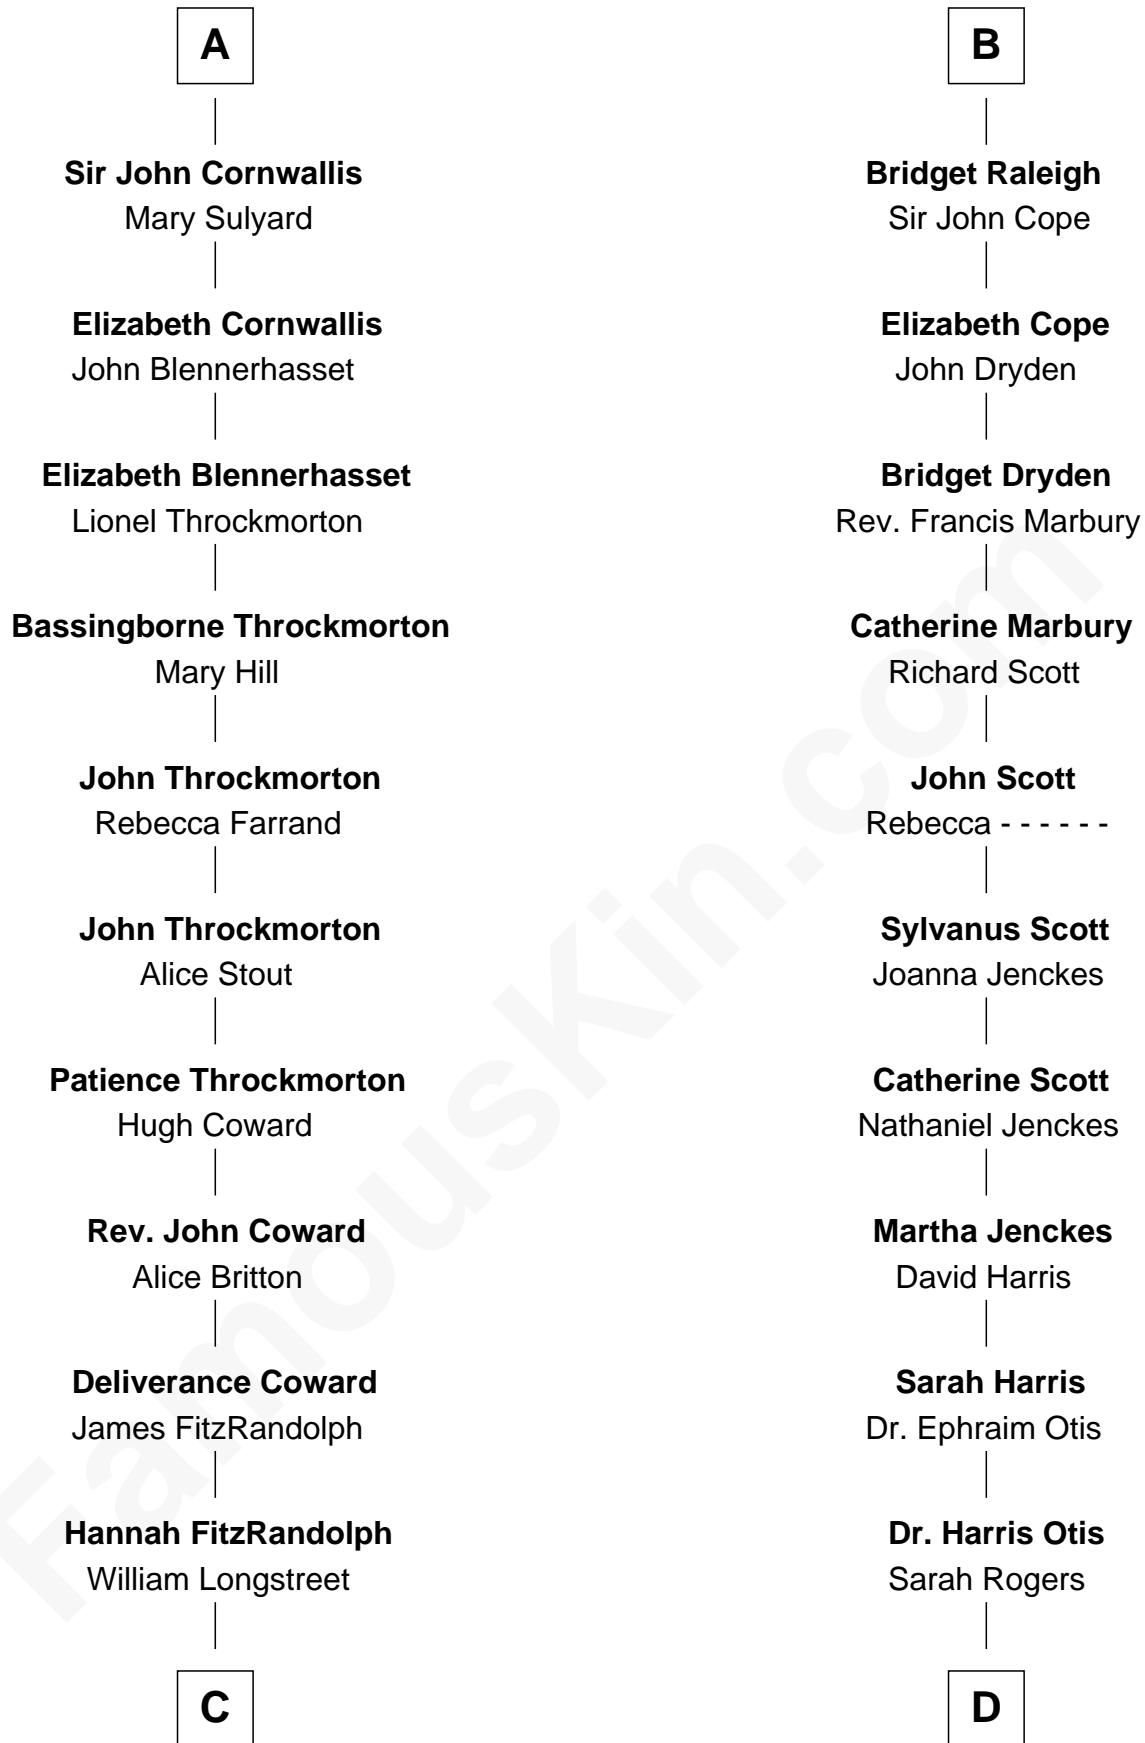 A
Sir John Cornwallis
Mary Sulyard
Elizabeth Cornwallis
John Blennerhasset
Elizabeth Blennerhasset
Lionel Throckmorton
Bassingborne Throckmorton
Mary Hill
John Throckmorton
Rebecca Farrand
John Throckmorton
Alice Stout
Patience Throckmorton
Hugh Coward
Rev. John Coward
Alice Britton
Deliverance Coward
James FitzRandolph
Hannah FitzRandolph
William Longstreet
C
B
Bridget Raleigh
Sir John Cope
Elizabeth Cope
John Dryden
Bridget Dryden
Rev. Francis Marbury
Catherine Marbury
Richard Scott
John Scott
Rebecca - - - - - -
Sylvanus Scott
Joanna Jenckes
Catherine Scott
Nathaniel Jenckes
Martha Jenckes
David Harris
Sarah Harris
Dr. Ephraim Otis
Dr. Harris Otis
Sarah Rogers
D
FamousKin.com